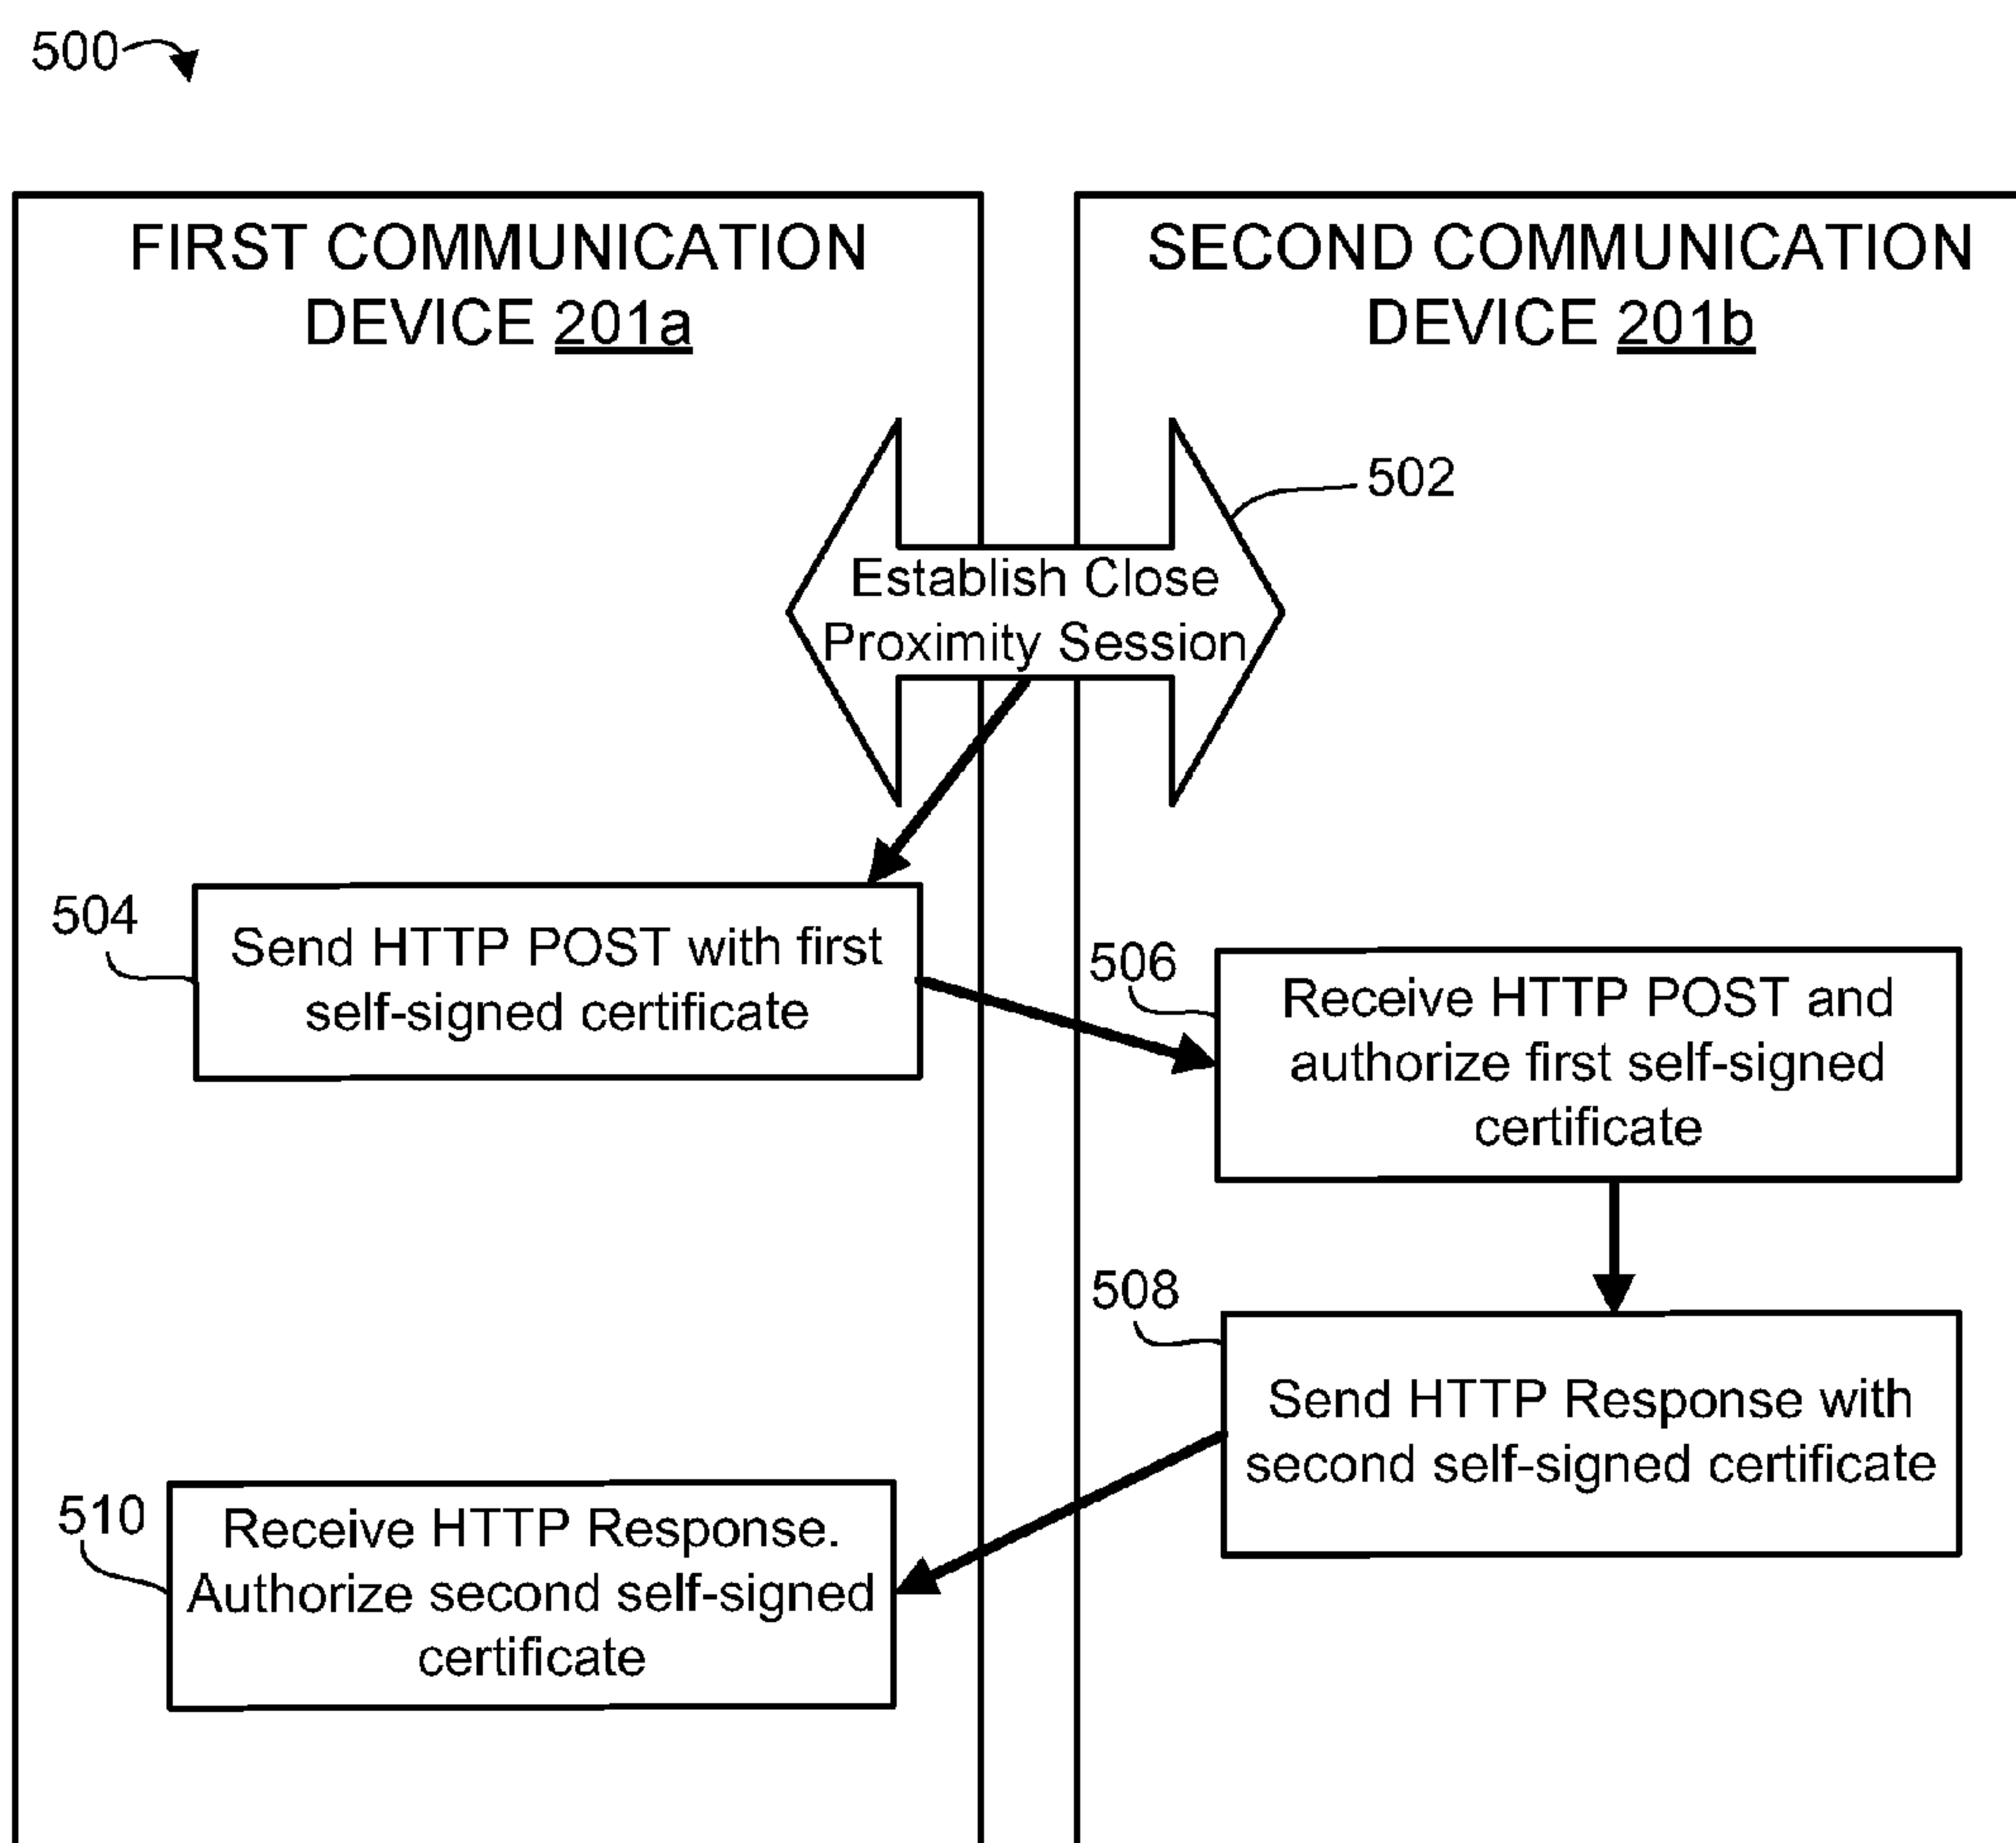 500
FIRST COMMUNICATION
DEVICE 201a
SECOND COMMUNICATION
DEVICE 201b
502
Establish Close
Proximity Session
504
Send HTTP POST with first
self-signed certificate
506
Receive HTTP POST and
authorize first self-signed
certificate
508
Send HTTP Response with
second self-signed certificate
510
Receive HTTP Response.
Authorize second self-signed
certificate